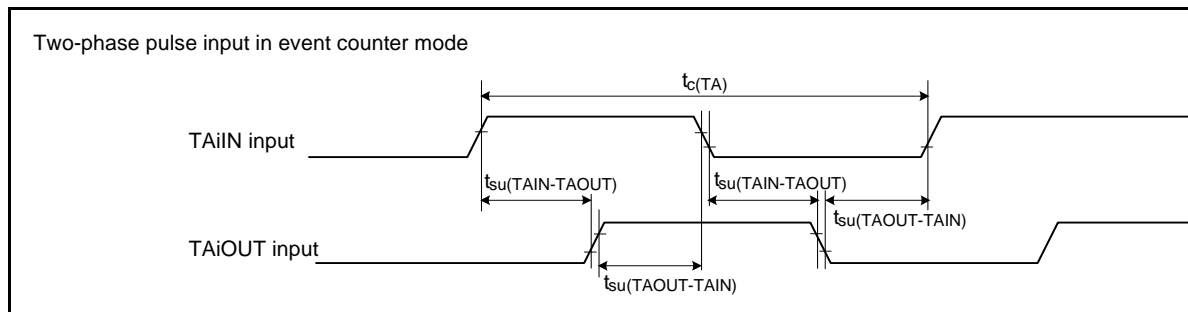 Two-phase pulse input in event counter mode
tc(TA)
TAiIN input
tsu(TAIN-TAOUT)
tsu(TAIN-TAOUT)
tsu(TAOUT-TAIN)
TAiOUT input
tsu(TAOUT-TAIN)